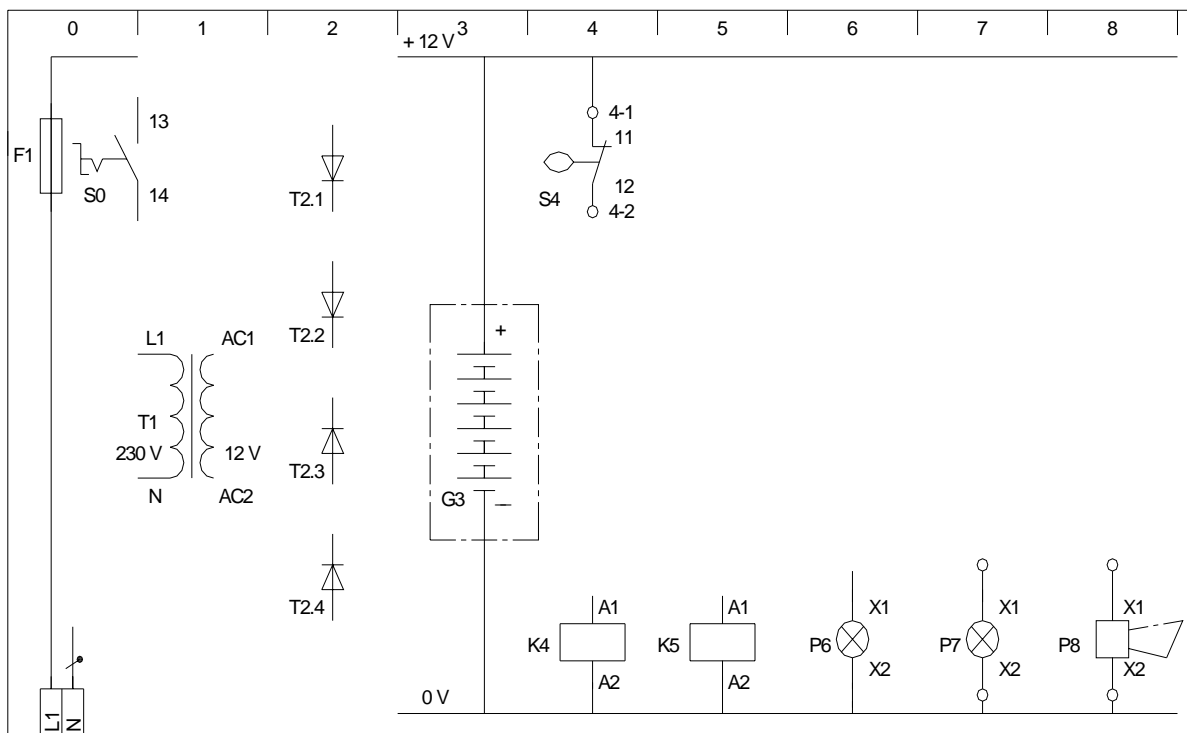 0 1 2 3 4 5 6 7 8
+ 12 V
13
4-1
11
F1
S0
14
T2.1
S4
12
4-2
T2.2
L1 AC1
+
T1
230 V 12 V
T2.3
N AC2
G3
T2.4
A1 A1 X1 X1 X1
K4 K5 P6 P7 P8
A2 A2 X2 X2 X2
0 V
L1
N